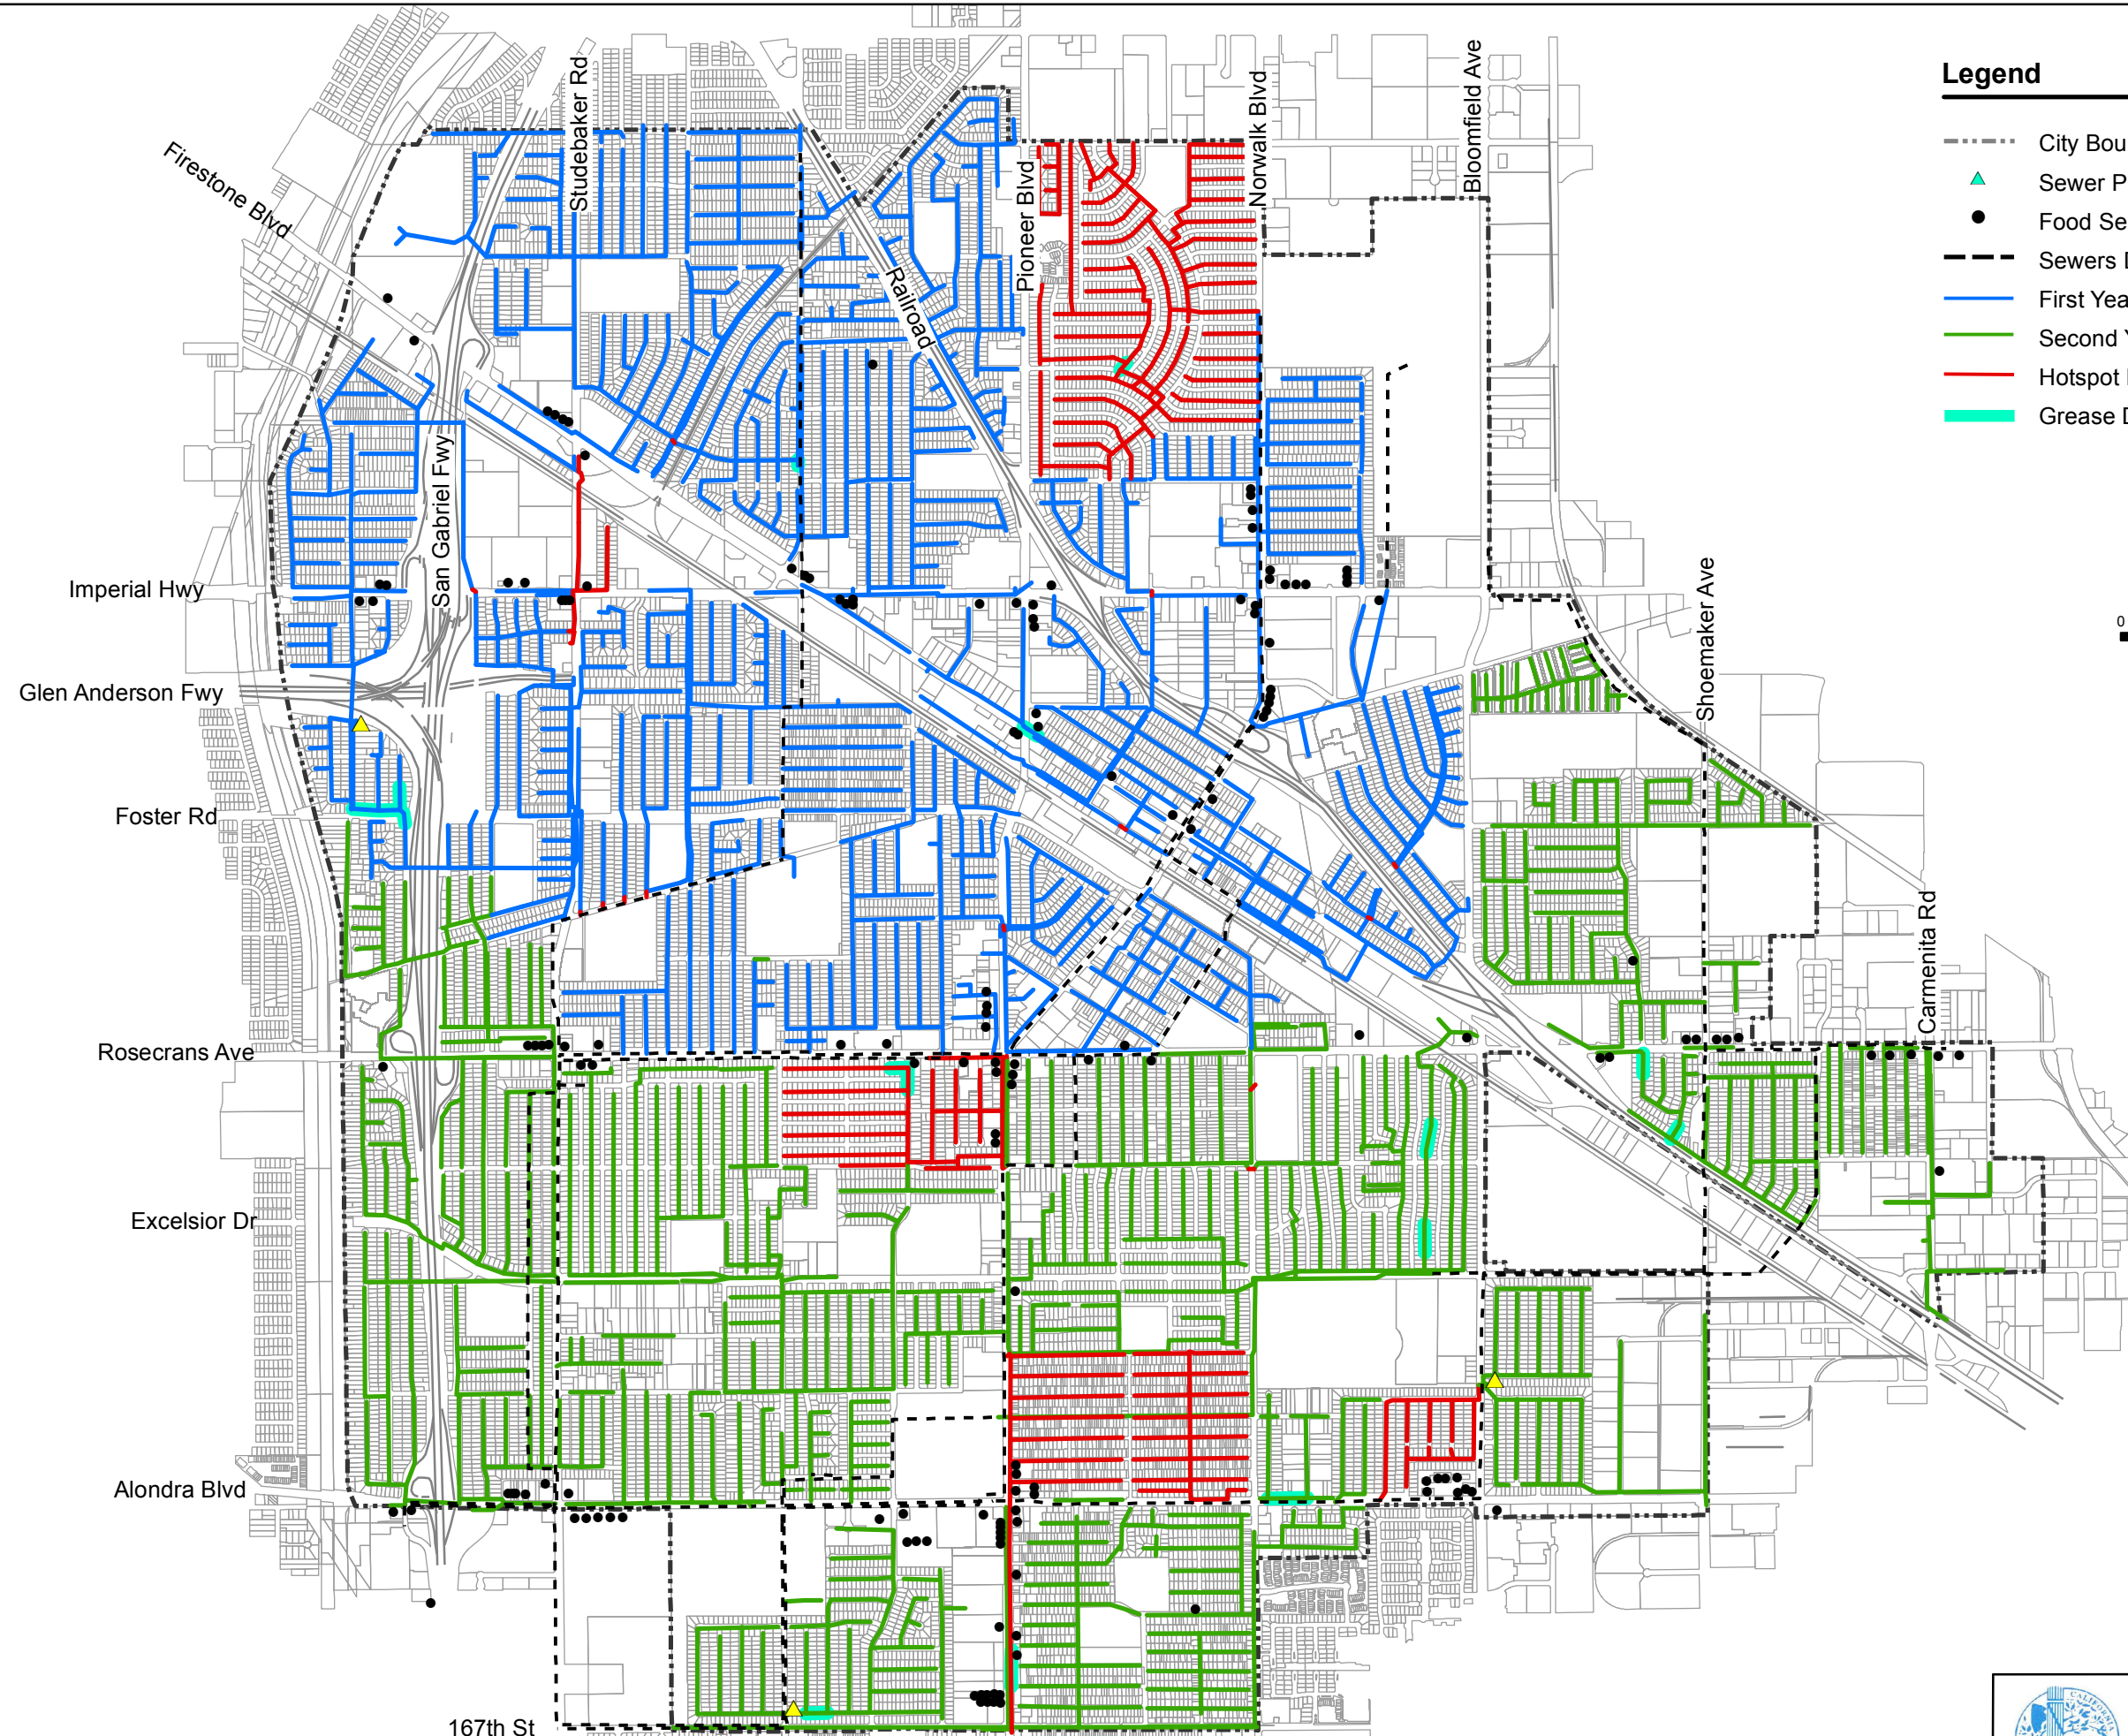 Legend
City Bou
Sewer P
Food Se
Sewers
First Yea
Second
Hotspot
Grease
0
Firestone Blvd
Studebaker Rd
Railroad
Pioneer Blvd
Norwalk Blvd
Bloomfield Ave
San Gabriel Fwy
Imperial Hwy
Shoemaker Ave
Glen Anderson Fwy
Foster Rd
Carmenita Rd
Rosecrans Ave
Excelsior Dr
Alondra Blvd
167th St
CALIFORN